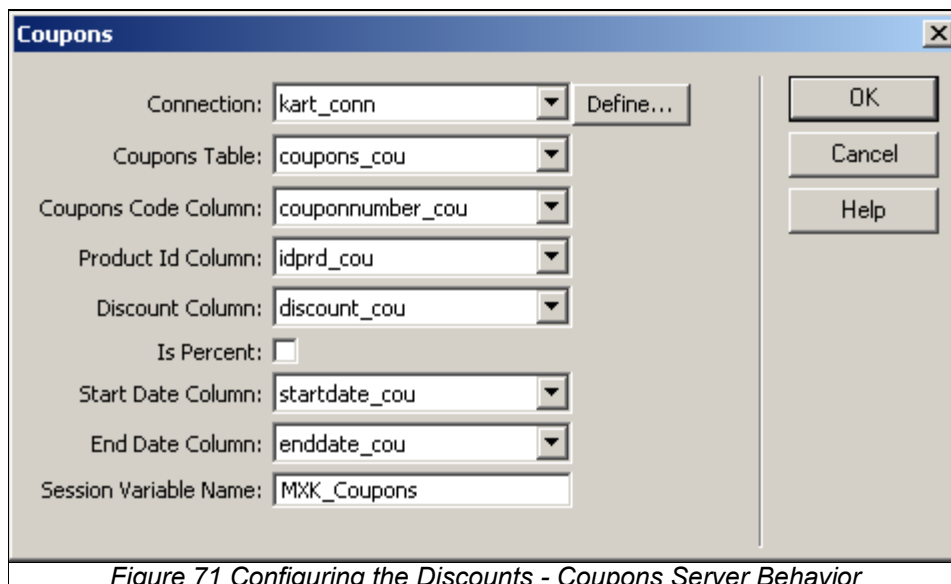 Coupons
Connection: kart_conn Define...
Coupons Table: coupons_cou
Coupons Code Column: couponnumber_cou
Product Id Column: idprd_cou
Discount Column: discount_cou
Is Percent:
Start Date Column: startdate_cou
End Date Column: enddate_cou
Session Variable Name: MXK_Coupons
OK
Cancel
Help
Figure 71 Configuring the Discounts - Coupons Server Behavior